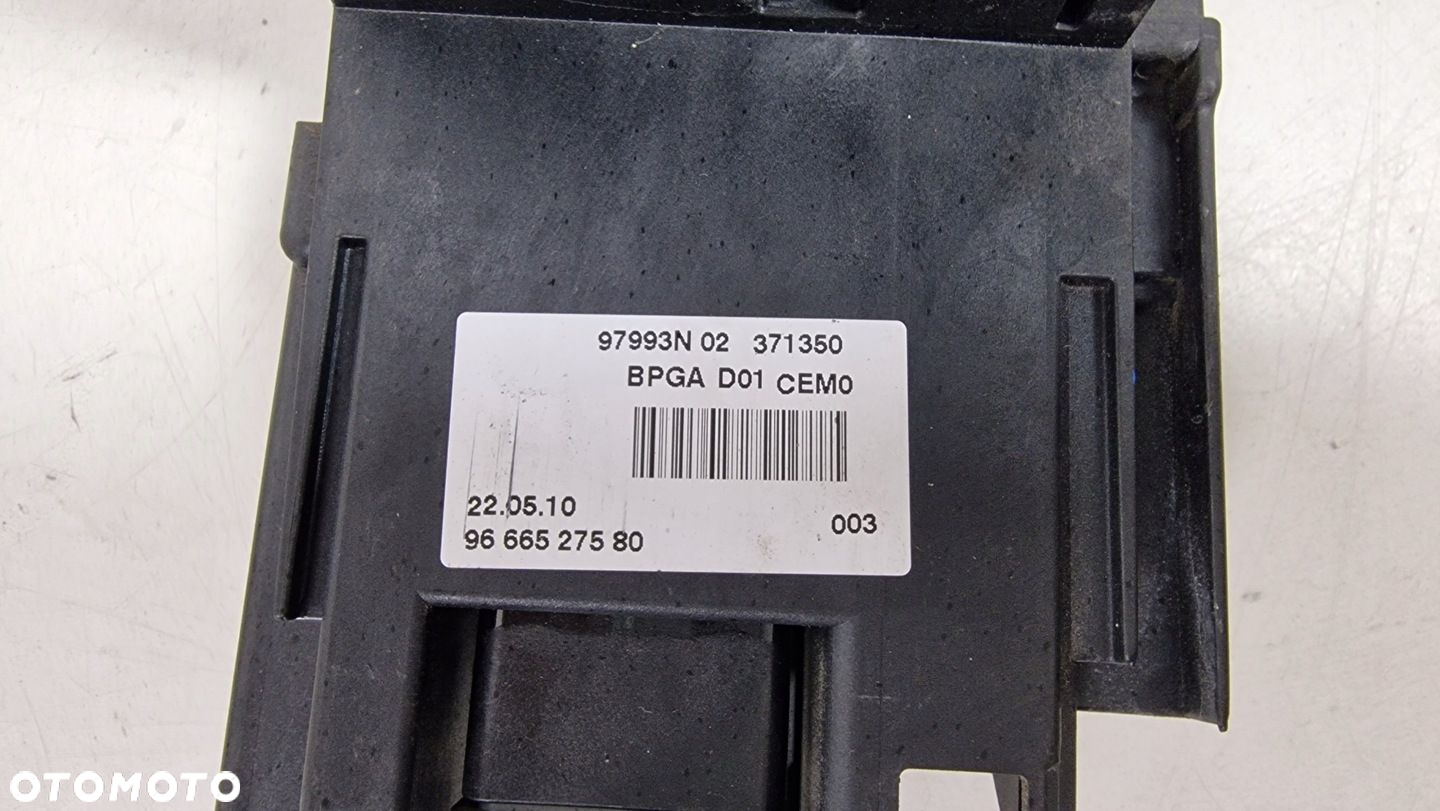 97993N 02 371350
BPGA D01 CEM0
22.05.10
003
96 665 275 80
OTOMOTO